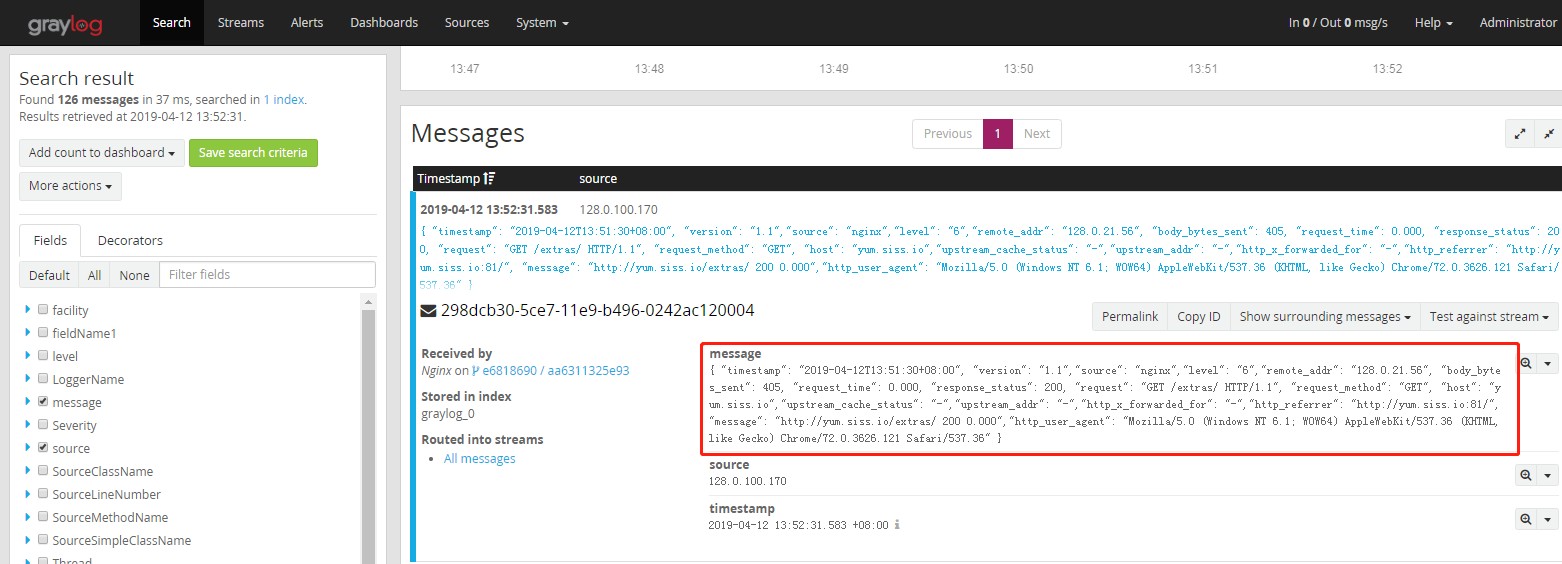 graylog Search Streams Alerts Dashboards Sources System In 0 / Out 0 msg/s Help Administrator
Search result
Found 126 messages in 37 ms, searched in 1 index.
Results retrieved at 2019-04-12 13:52:31.
Add count to dashboard Save search criteria
More actions
Fields Decorators
Default All None Filter fields
facility
fieldName1
level
LoggerName
message
Severity
source
SourceClassName
SourceLineNumber
SourceMethodName
SourceSimpleClassName
Thread
13:47 13:48 13:49 13:50 13:51 13:52
Messages
Previous 1 Next
Timestamp source
2019-04-12 13:52:31.583 128.0.100.170
{ "timestamp": "2019-04-12T13:51:30+08:00", "version": "1.1","source": "nginx","level": "6","remote_addr": "128.0.21.56", "body_bytes_sent": 405, "request_time": 0.000, "response_status": 20
0, "request": "GET /extras/ HTTP/1.1", "request_method": "GET", "host": "yum.siss.io","upstream_cache_status": "-","upstream_addr": "-","http_x_forwarded_for": "-","http_referrer": "http://y
um.siss.io:81/", "message": "http://yum.siss.io/extras/ 200 0.000","http_user_agent": "Mozilla/5.0 (Windows NT 6.1; WOW64) AppleWebKit/537.36 (KHTML, like Gecko) Chrome/72.0.3626.121 Safari/
537.36" }
298dcb30-5ce7-11e9-b496-0242ac120004
Permalink Copy ID Show surrounding messages Test against stream
Received by
Nginx on e6818690 / aa6311325e93
Stored in index
graylog_0
Routed into streams
All messages
message
{ "timestamp": "2019-04-12T13:51:30+08:00", "version": "1.1","source": "nginx","level": "6","remote_addr": "128.0.21.56", "body_byte
s_sent": 405, "request_time": 0.000, "response_status": 200, "request": "GET /extras/ HTTP/1.1", "request_method": "GET", "host": "y
um.siss.io","upstream_cache_status": "-","upstream_addr": "-","http_x_forwarded_for": "-","http_referrer": "http://yum.siss.io:81/",
"message": "http://yum.siss.io/extras/ 200 0.000","http_user_agent": "Mozilla/5.0 (Windows NT 6.1; WOW64) AppleWebKit/537.36 (KHTML,
like Gecko) Chrome/72.0.3626.121 Safari/537.36" }
source
128.0.100.170
timestamp
2019-04-12 13:52:31.583 +08:00